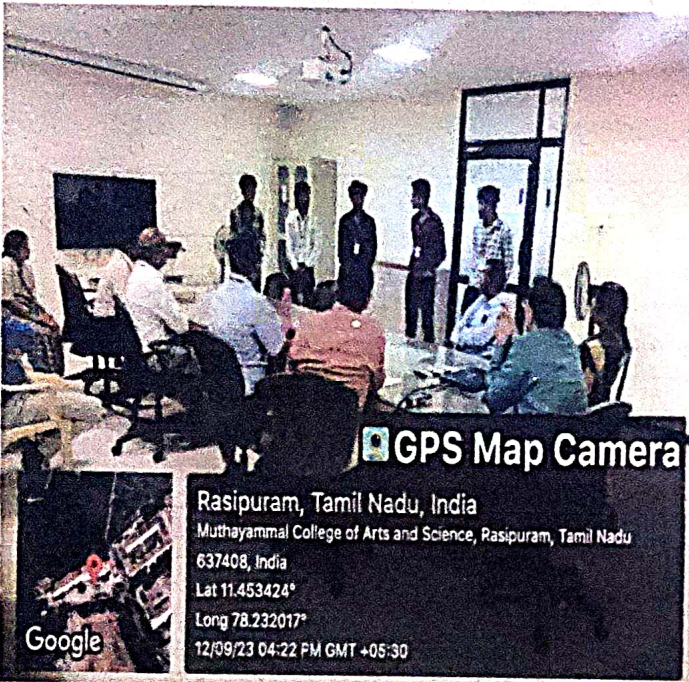 GPS Map Camera
Rasipuram, Tamil Nadu, India
Muthayammal College of Arts and Science, Rasipuram, Tamil Nadu
637408, India
Lat 11.453424°
Long 78.232017°
12/09/23 04:22 PM GMT +05:30
Google